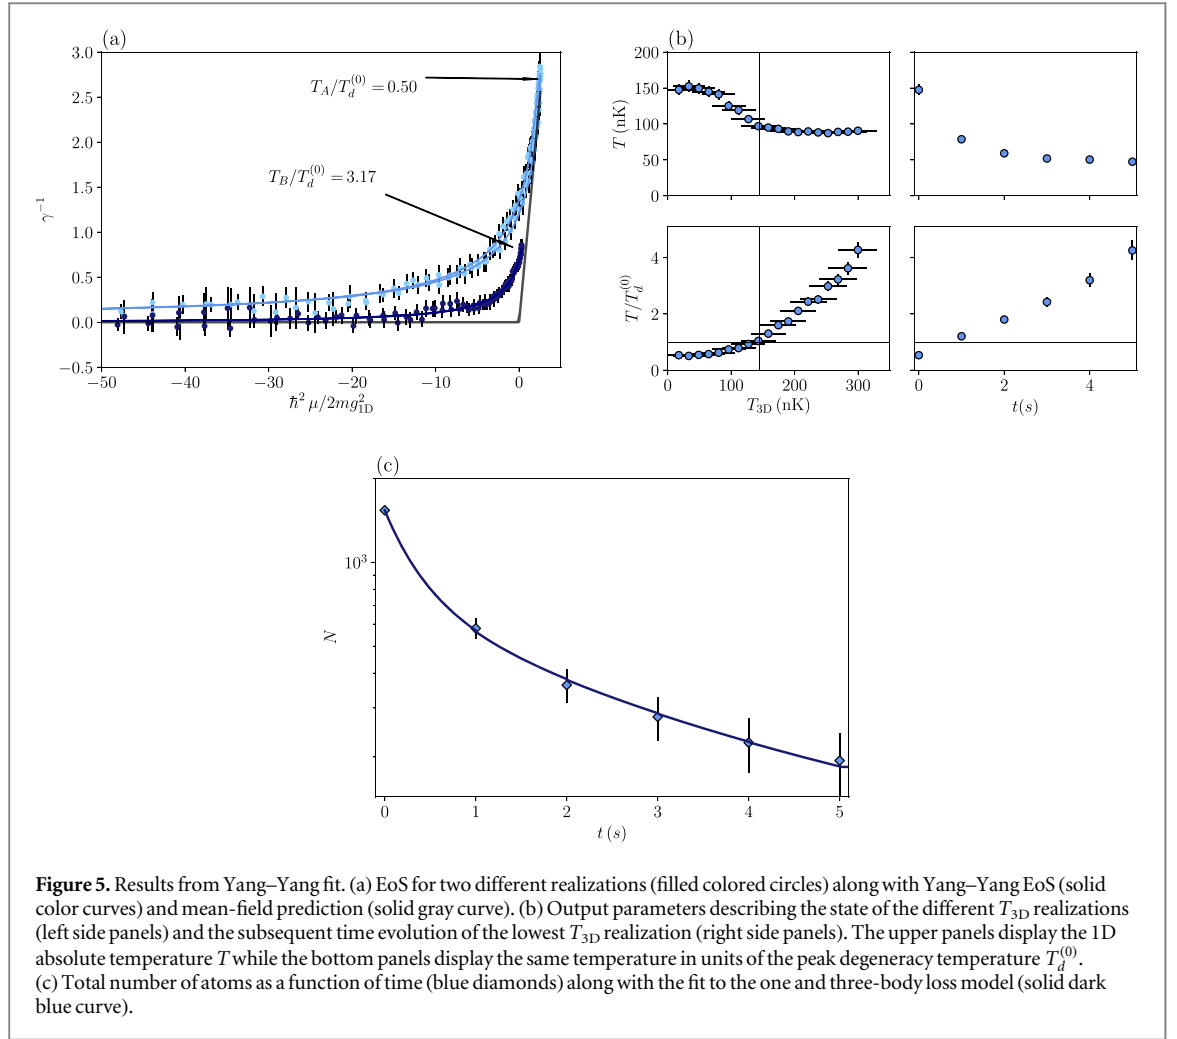 (a)
3.0
2.5
2.0
1.5
1.0
0.5
0.0
−0.5
γ⁻¹
T_A/T_d^(0) = 0.50
T_B/T_d^(0) = 3.17
−50 −40 −30 −20 −10 0
ħ² μ/2mg²_1D
(b)
200
150
100
50
0
T (nK)
4
2
0
T/T_d^(0)
0 100 200 300
T_3D (nK)
0 2 4
t(s)
(c)
10³
N
0 1 2 3 4 5
t (s)
Figure 5. Results from Yang–Yang fit. (a) EoS for two different realizations (filled colored circles) along with Yang–Yang EoS (solid
color curves) and mean-field prediction (solid gray curve). (b) Output parameters describing the state of the different T_3D realizations
(left side panels) and the subsequent time evolution of the lowest T_3D realization (right side panels). The upper panels display the 1D
absolute temperature T while the bottom panels display the same temperature in units of the peak degeneracy temperature T_d^(0).
(c) Total number of atoms as a function of time (blue diamonds) along with the fit to the one and three-body loss model (solid dark
blue curve).